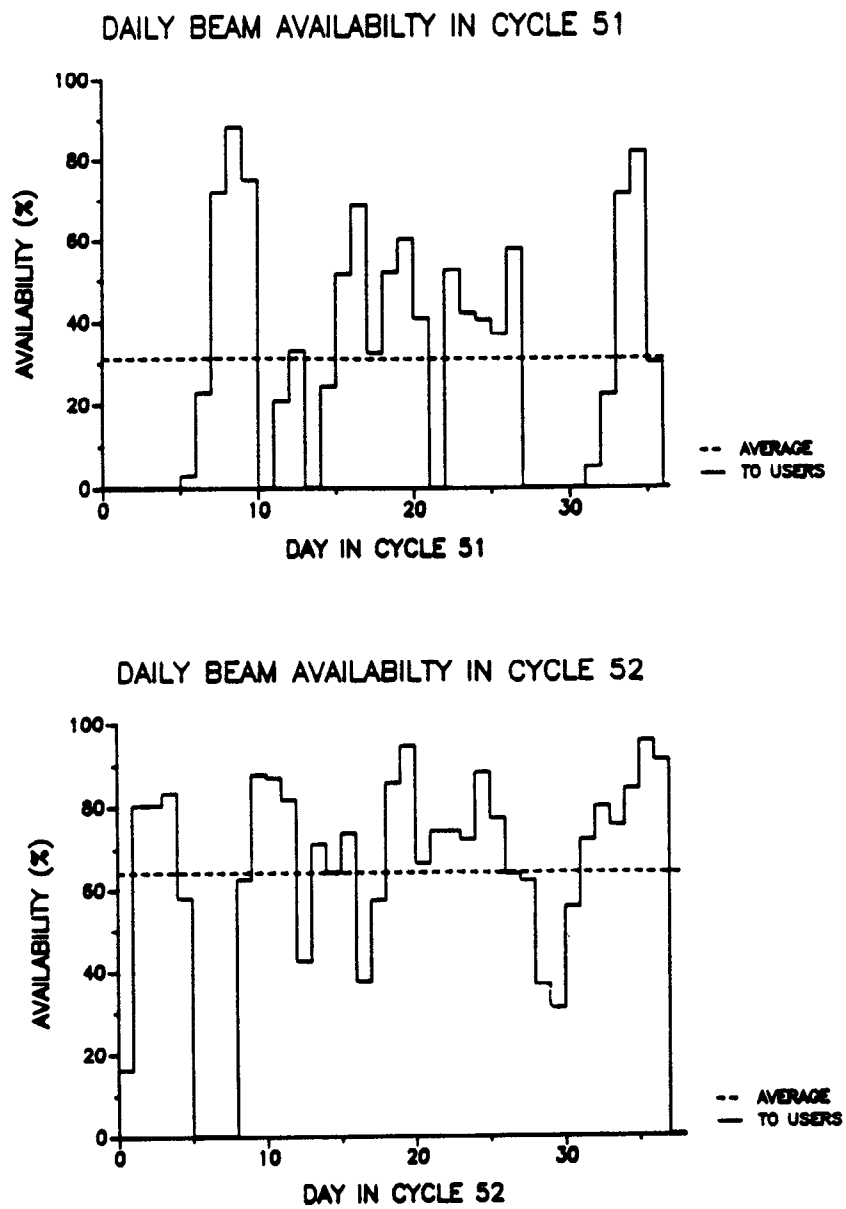 DAILY BEAM AVAILABILTY IN CYCLE 51
100
80
60
40
20
0
AVAILABILITY (%)
0 10 20 30
DAY IN CYCLE 51
-- AVERAGE
— TO USERS
DAILY BEAM AVAILABILTY IN CYCLE 52
100
80
60
40
20
0
AVAILABILITY (%)
0 10 20 30
DAY IN CYCLE 52
-- AVERAGE
— TO USERS